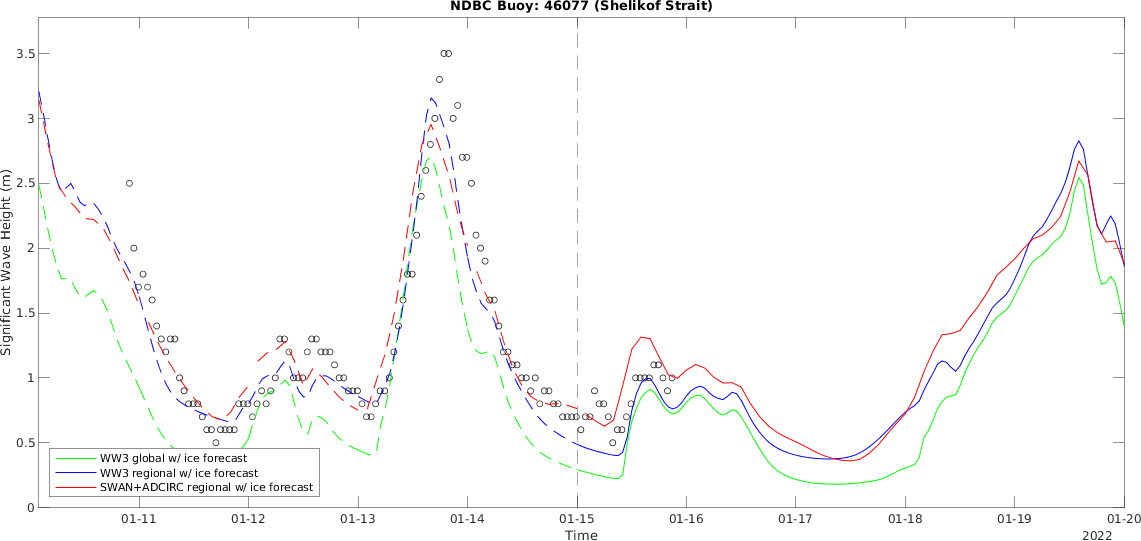 NDBC Buoy: 46077 (Shelikof Strait)
3.5
3
2.5
2
1.5
1
0.5
0
Significant Wave Height (m)
WW3 global w/ ice forecast
WW3 regional w/ ice forecast
SWAN+ADCIRC regional w/ ice forecast
01-11 01-12 01-13 01-14 01-15 01-16 01-17 01-18 01-19 01-20
Time
2022